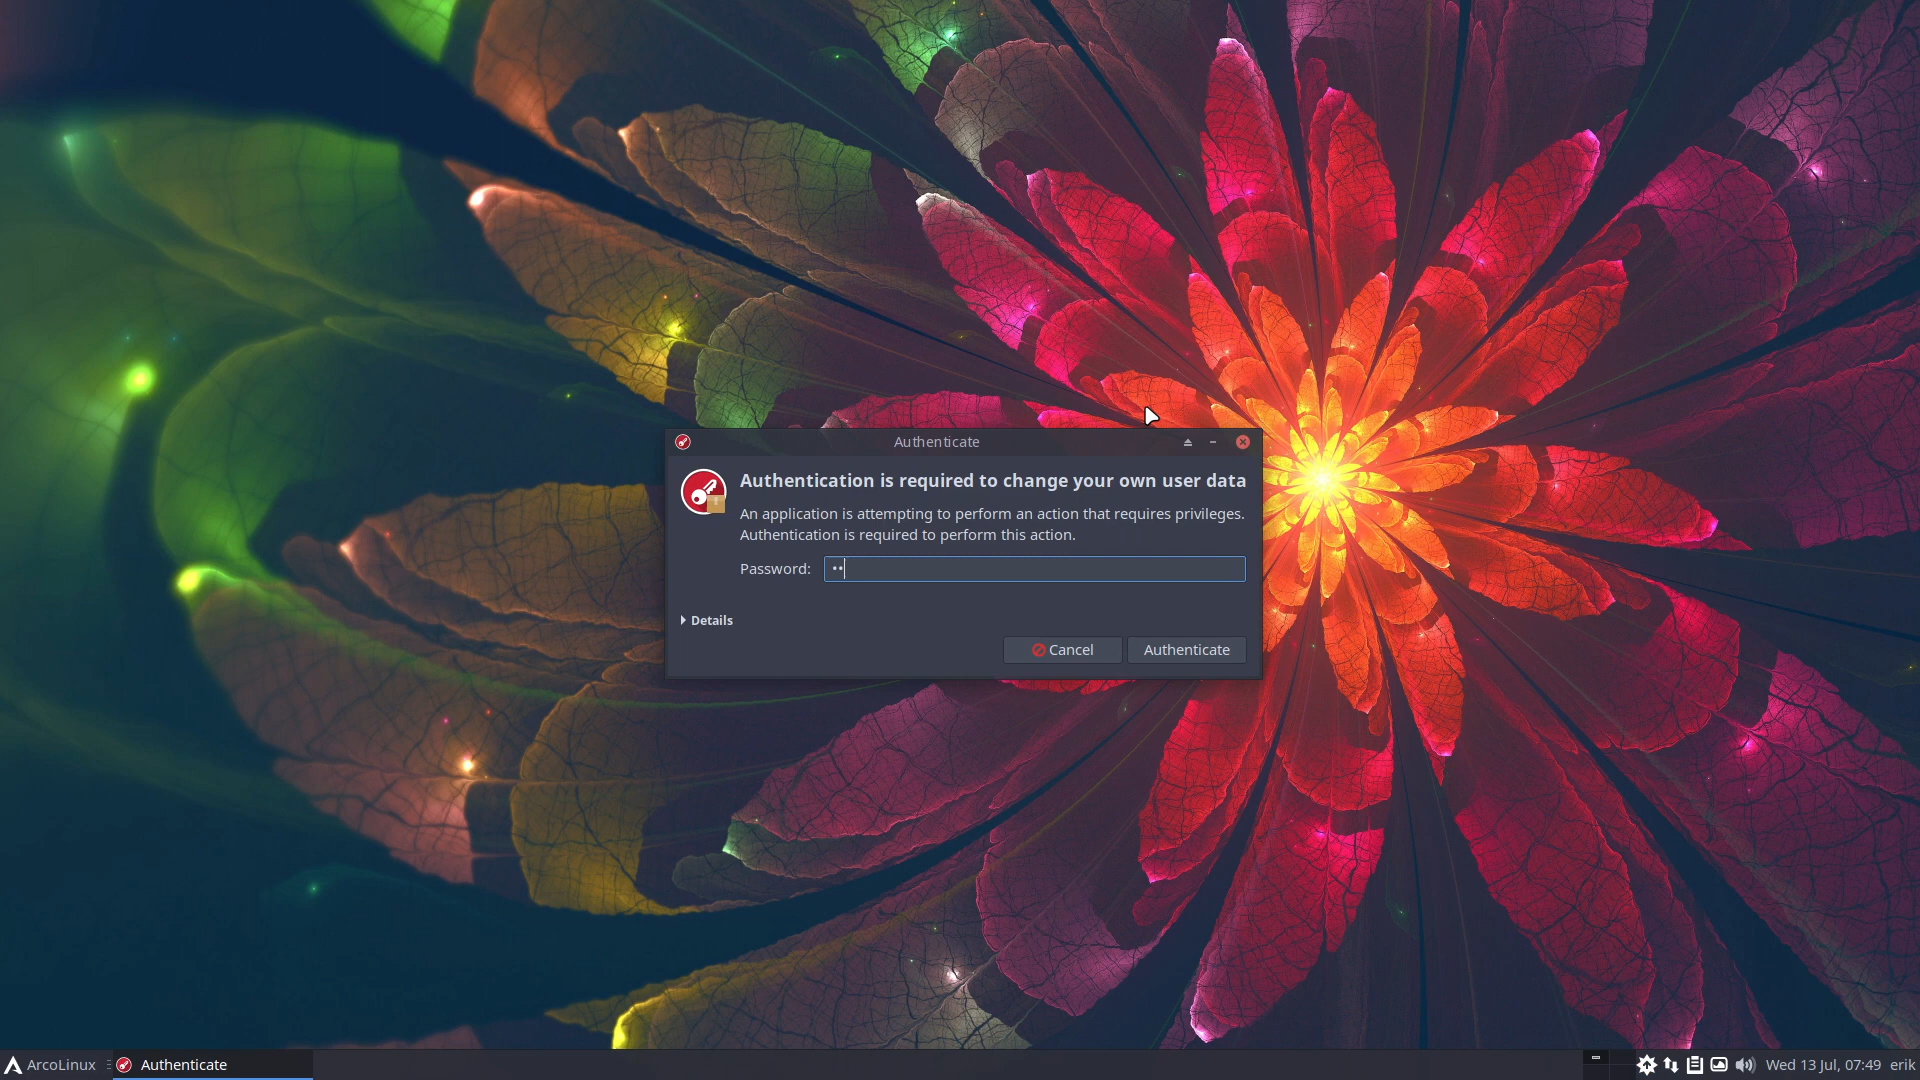 Authenticate
Authentication is required to change your own user data
An application is attempting to perform an action that requires privileges.
Authentication is required to perform this action.
Password: ••
Details
Cancel Authenticate
ArcoLinux Authenticate Wed 13 Jul, 07:49 erik